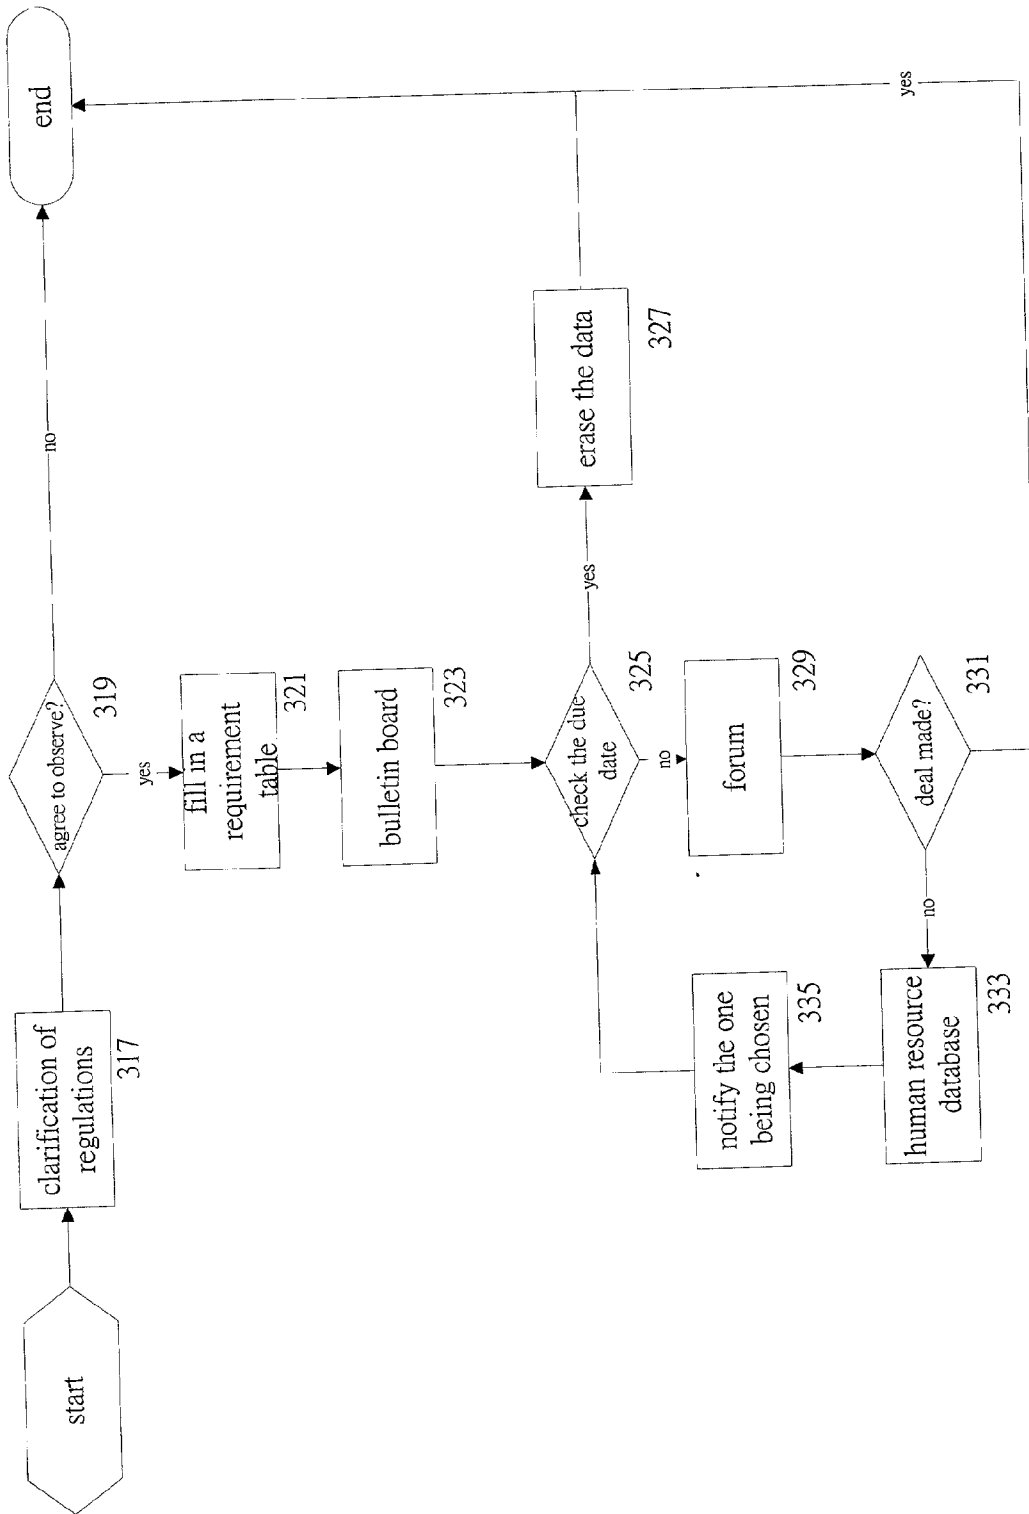 start
clarification of
regulations
317
agree to observe?
319
no
end
yes
fill in a
requirement
table
321
bulletin board
323
check the due
date
325
yes
erase the data
327
yes
no
forum
329
deal made?
331
no
human resource
database
333
notify the one
being chosen
335